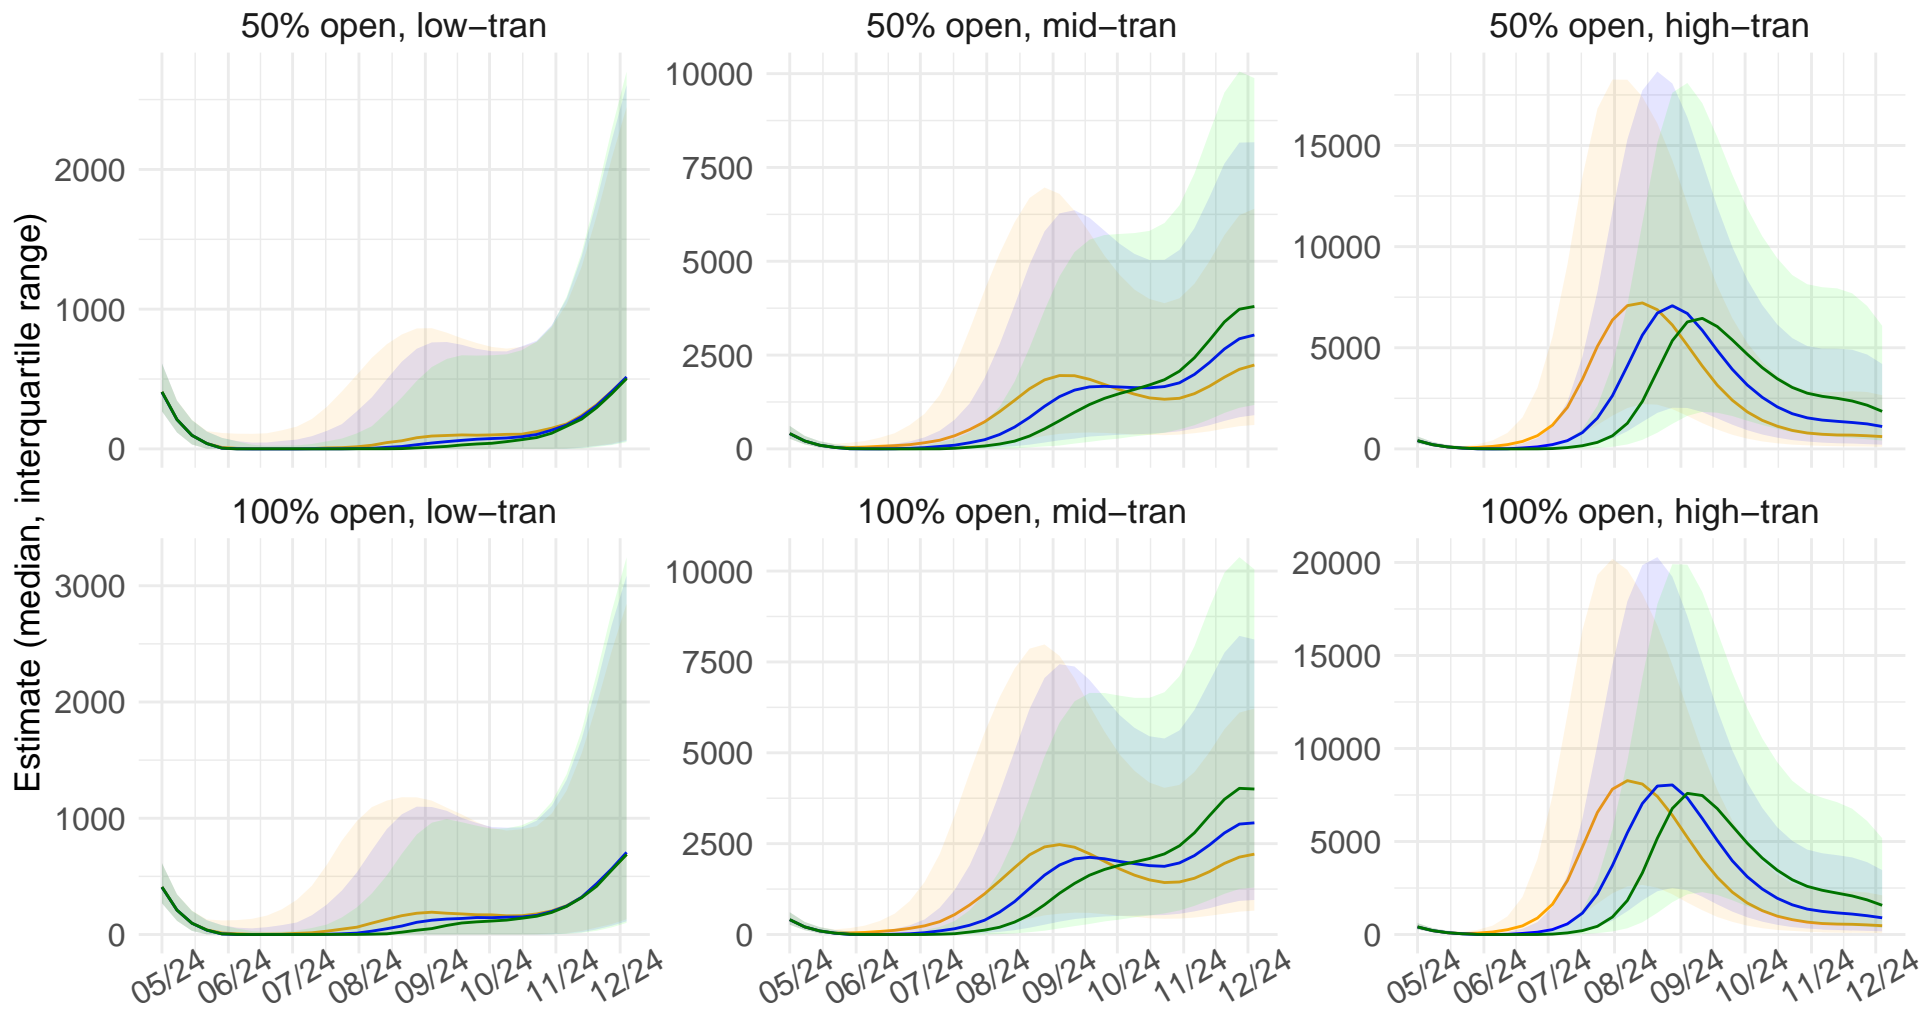 50% open, low−tran
50% open, mid−tran
50% open, high−tran
Estimate (median, interquartile range)
2000
1000
0
10000
7500
5000
2500
0
15000
10000
5000
0
100% open, low−tran
100% open, mid−tran
100% open, high−tran
3000
2000
1000
0
10000
7500
5000
2500
0
20000
15000
10000
5000
0
05/24 06/24 07/24 08/24 09/24 10/24 11/24 12/24
05/24 06/24 07/24 08/24 09/24 10/24 11/24 12/24
05/24 06/24 07/24 08/24 09/24 10/24 11/24 12/24